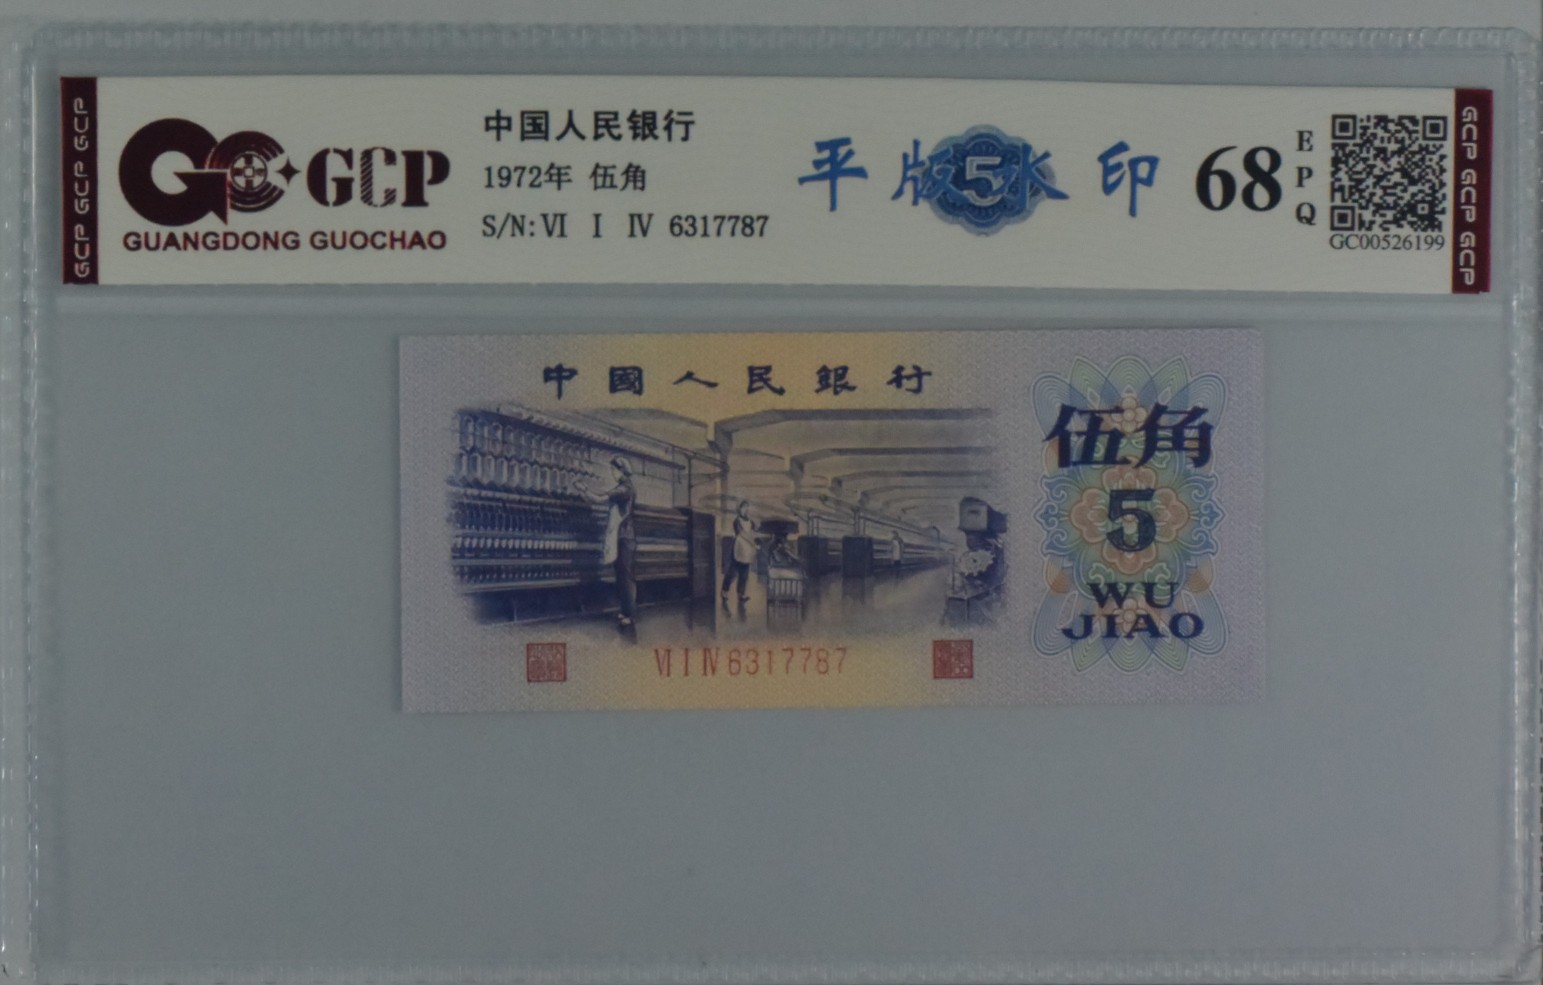 GCP GCP GCP
GC GCP
GUANGDONG GUOCHAO
中国人民银行
1972年 伍角
S/N: Ⅵ Ⅰ Ⅳ 6317787
平版5水印
68
EPQ
GC00526199
GCP GCP GCP
中國人民銀行
伍角
5
WU
JIAO
Ⅵ Ⅰ Ⅳ 6317787